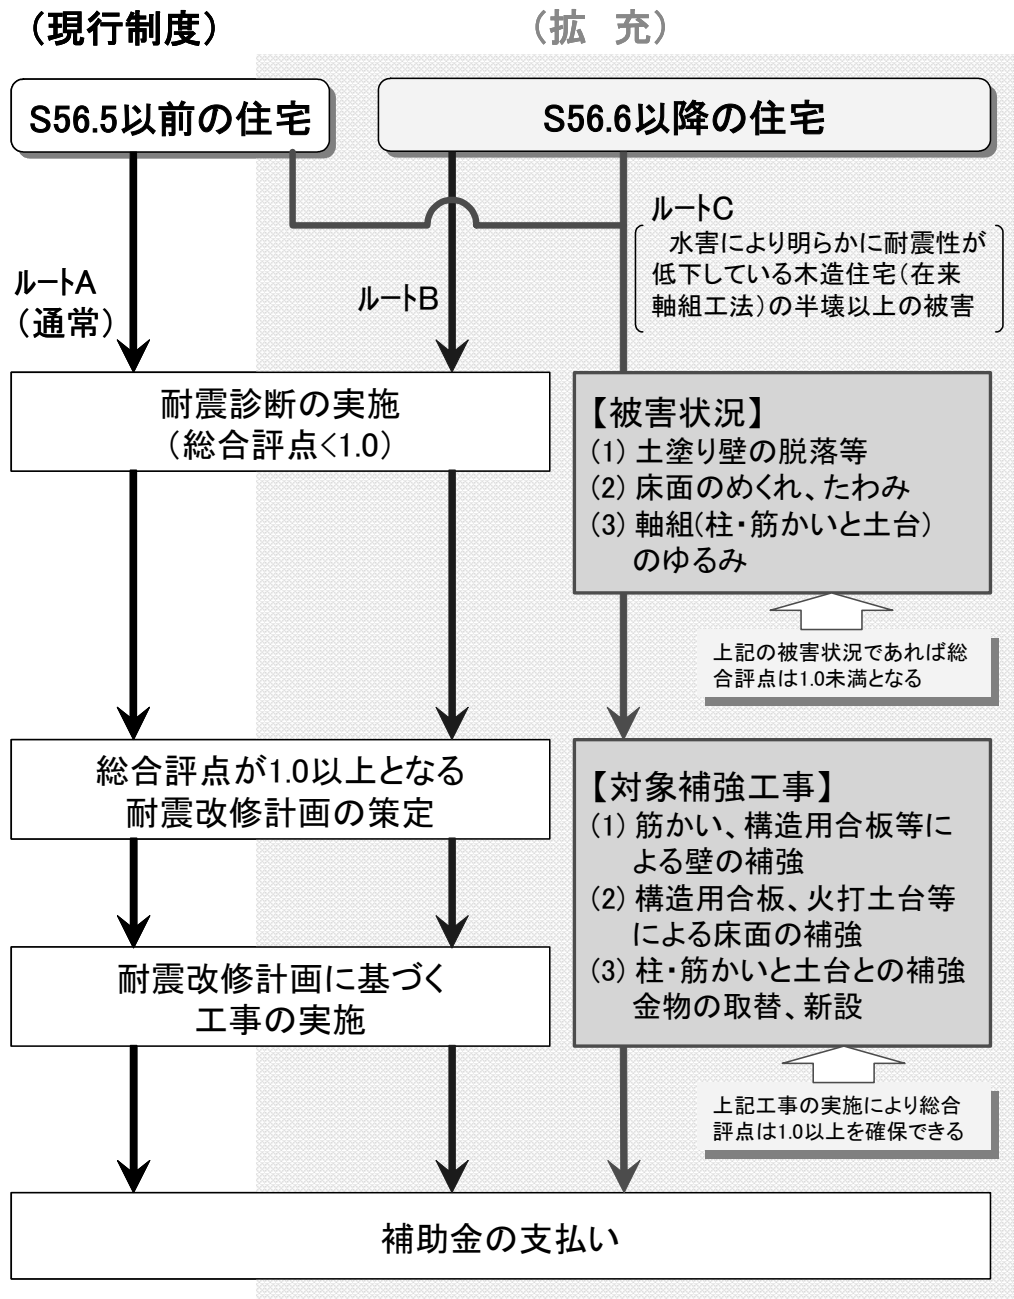 （現行制度）
（拡　充）
S56.5以前の住宅
S56.6以降の住宅
ルートA
（通常）
ルートB
ルートC
水害により明らかに耐震性が
低下している木造住宅（在来
軸組工法）の半壊以上の被害
耐震診断の実施
（総合評点<1.0）
【被害状況】
(1) 土塗り壁の脱落等
(2) 床面のめくれ、たわみ
(3) 軸組(柱・筋かいと土台)
のゆるみ
上記の被害状況であれば総
合評点は1.0未満となる
総合評点が1.0以上となる
耐震改修計画の策定
【対象補強工事】
(1) 筋かい、構造用合板等に
よる壁の補強
(2) 構造用合板、火打土台等
による床面の補強
(3) 柱・筋かいと土台との補強
金物の取替、新設
耐震改修計画に基づく
工事の実施
上記工事の実施により総合
評点は1.0以上を確保できる
補助金の支払い